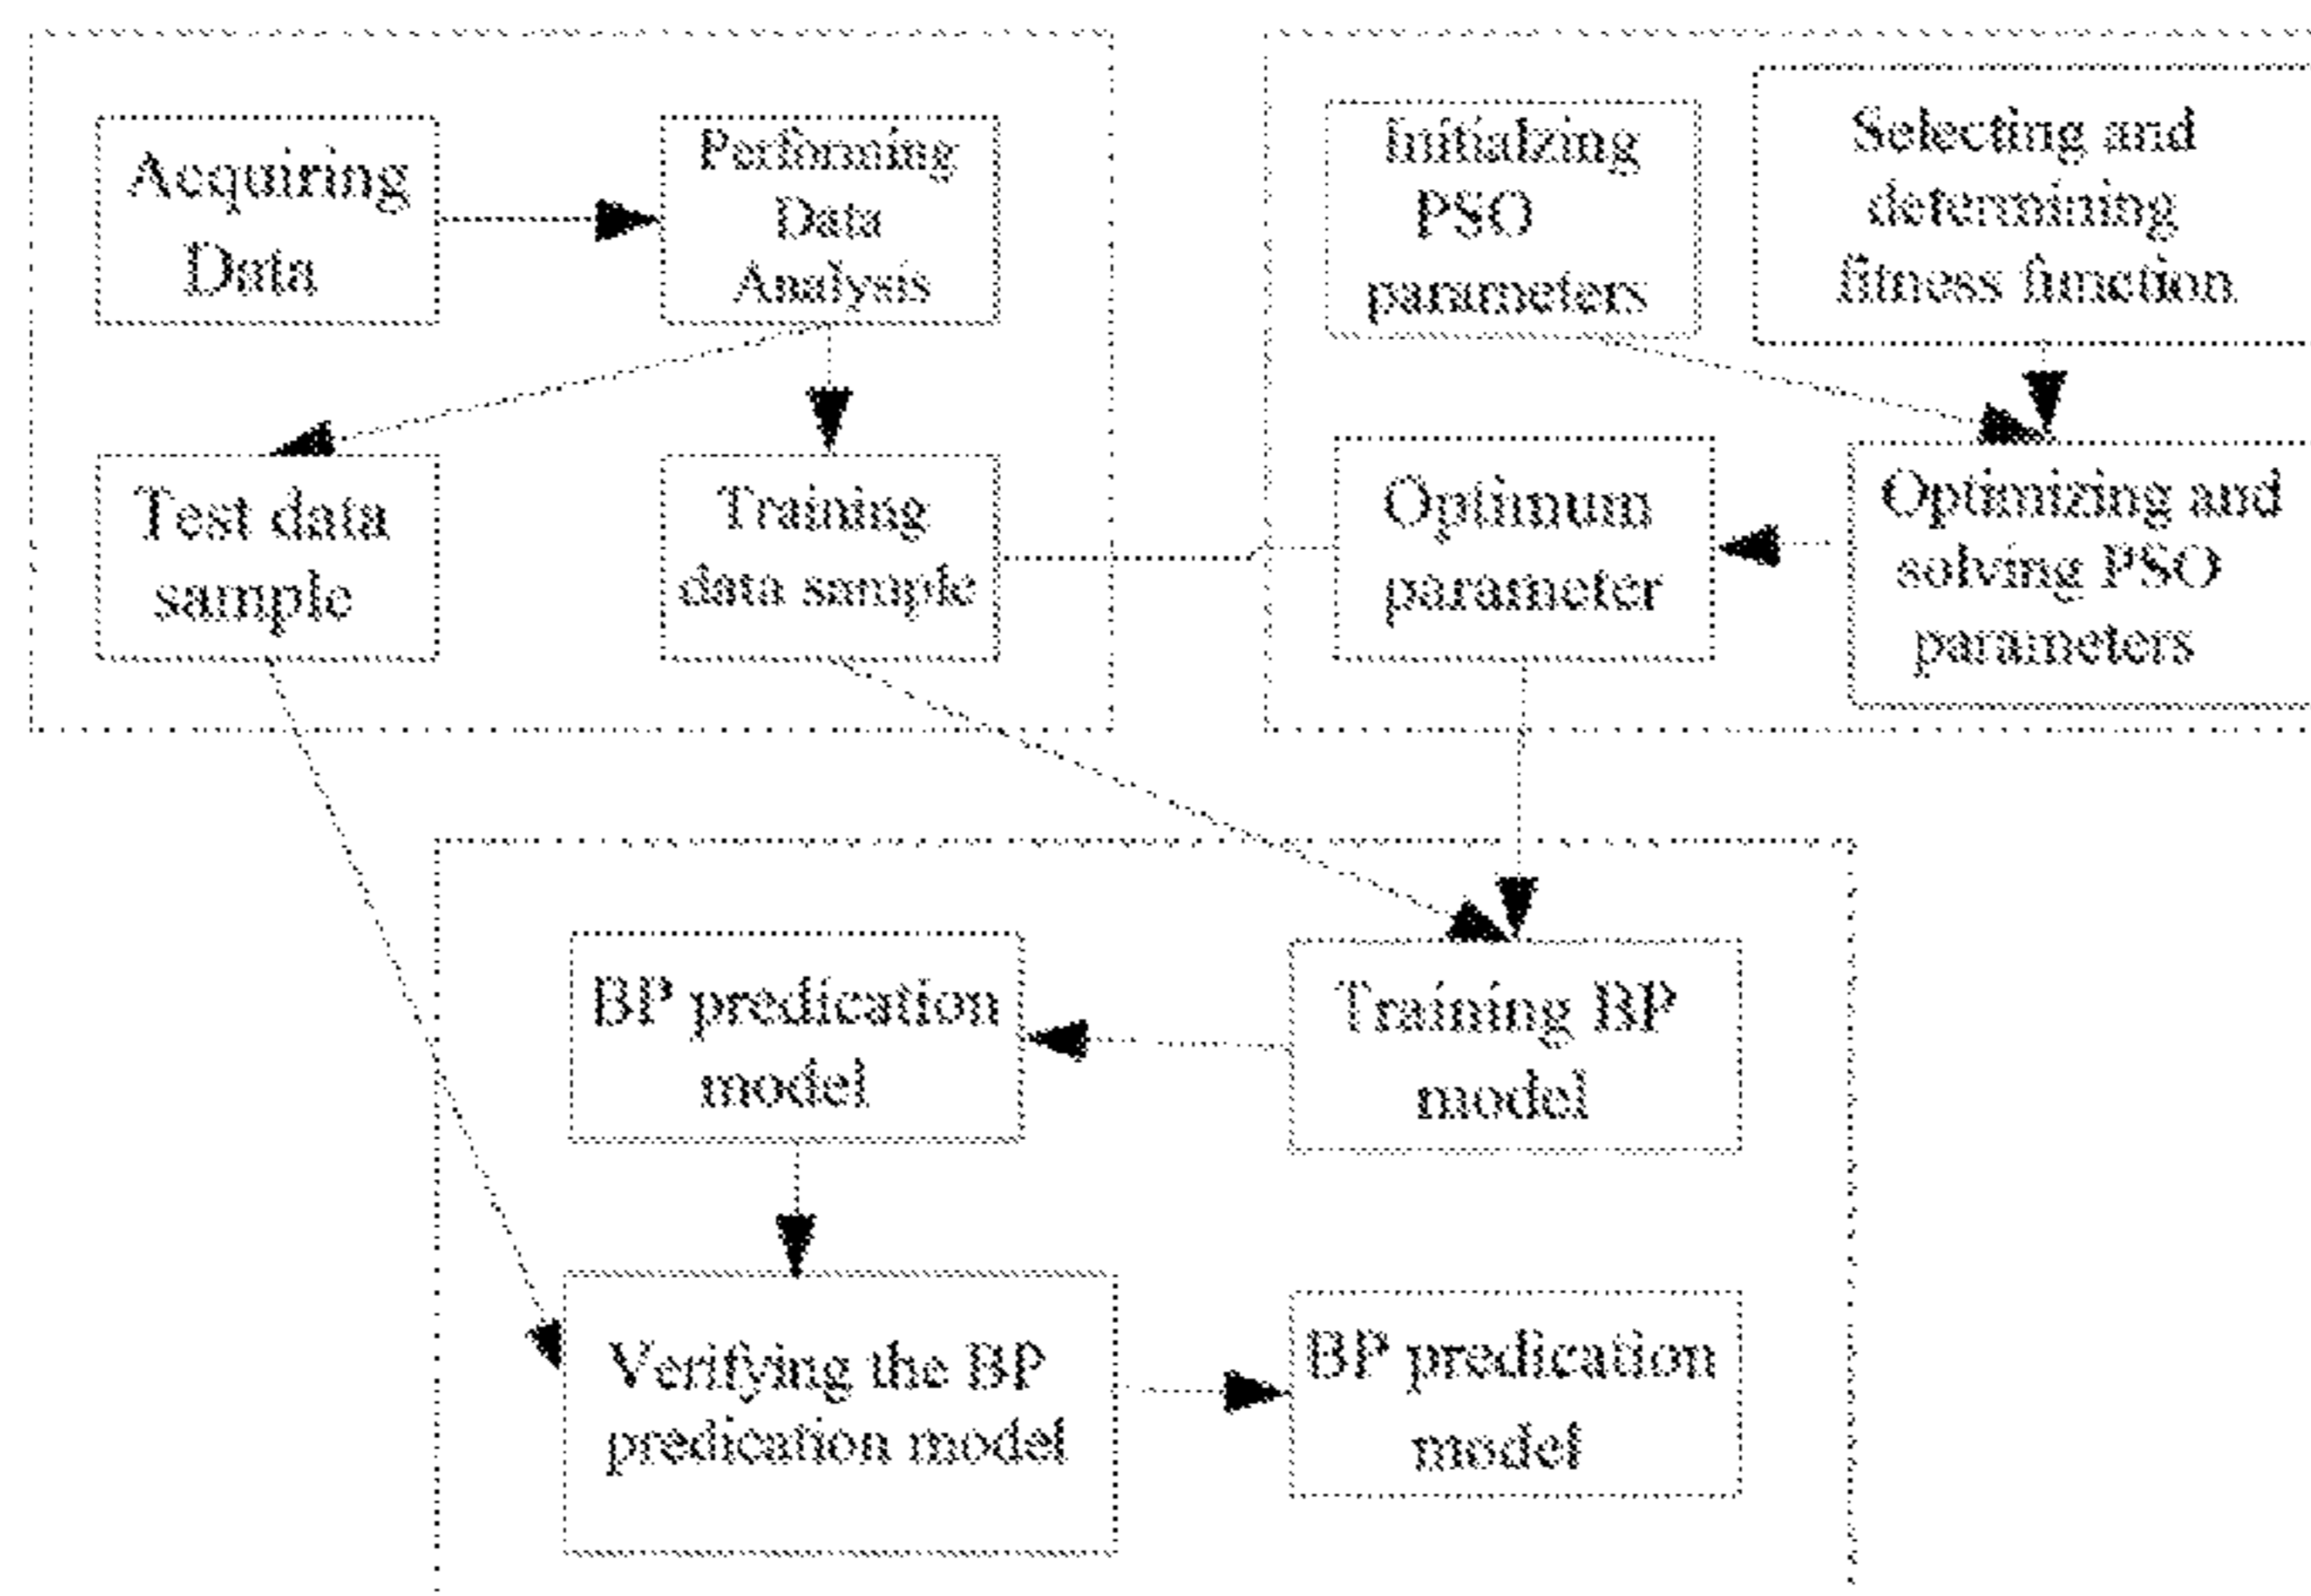 Acquiring
Data
Performing
Data
Analysis
Test data
sample
Training
data sample
Initialzing
PSO
parameters
Selecting and
determining
fitness function
Optimum
parameter
Optimizing and
solving PSO
parameters
BP predication
model
Training BP
model
Verifying the BP
predication model
BP predication
model